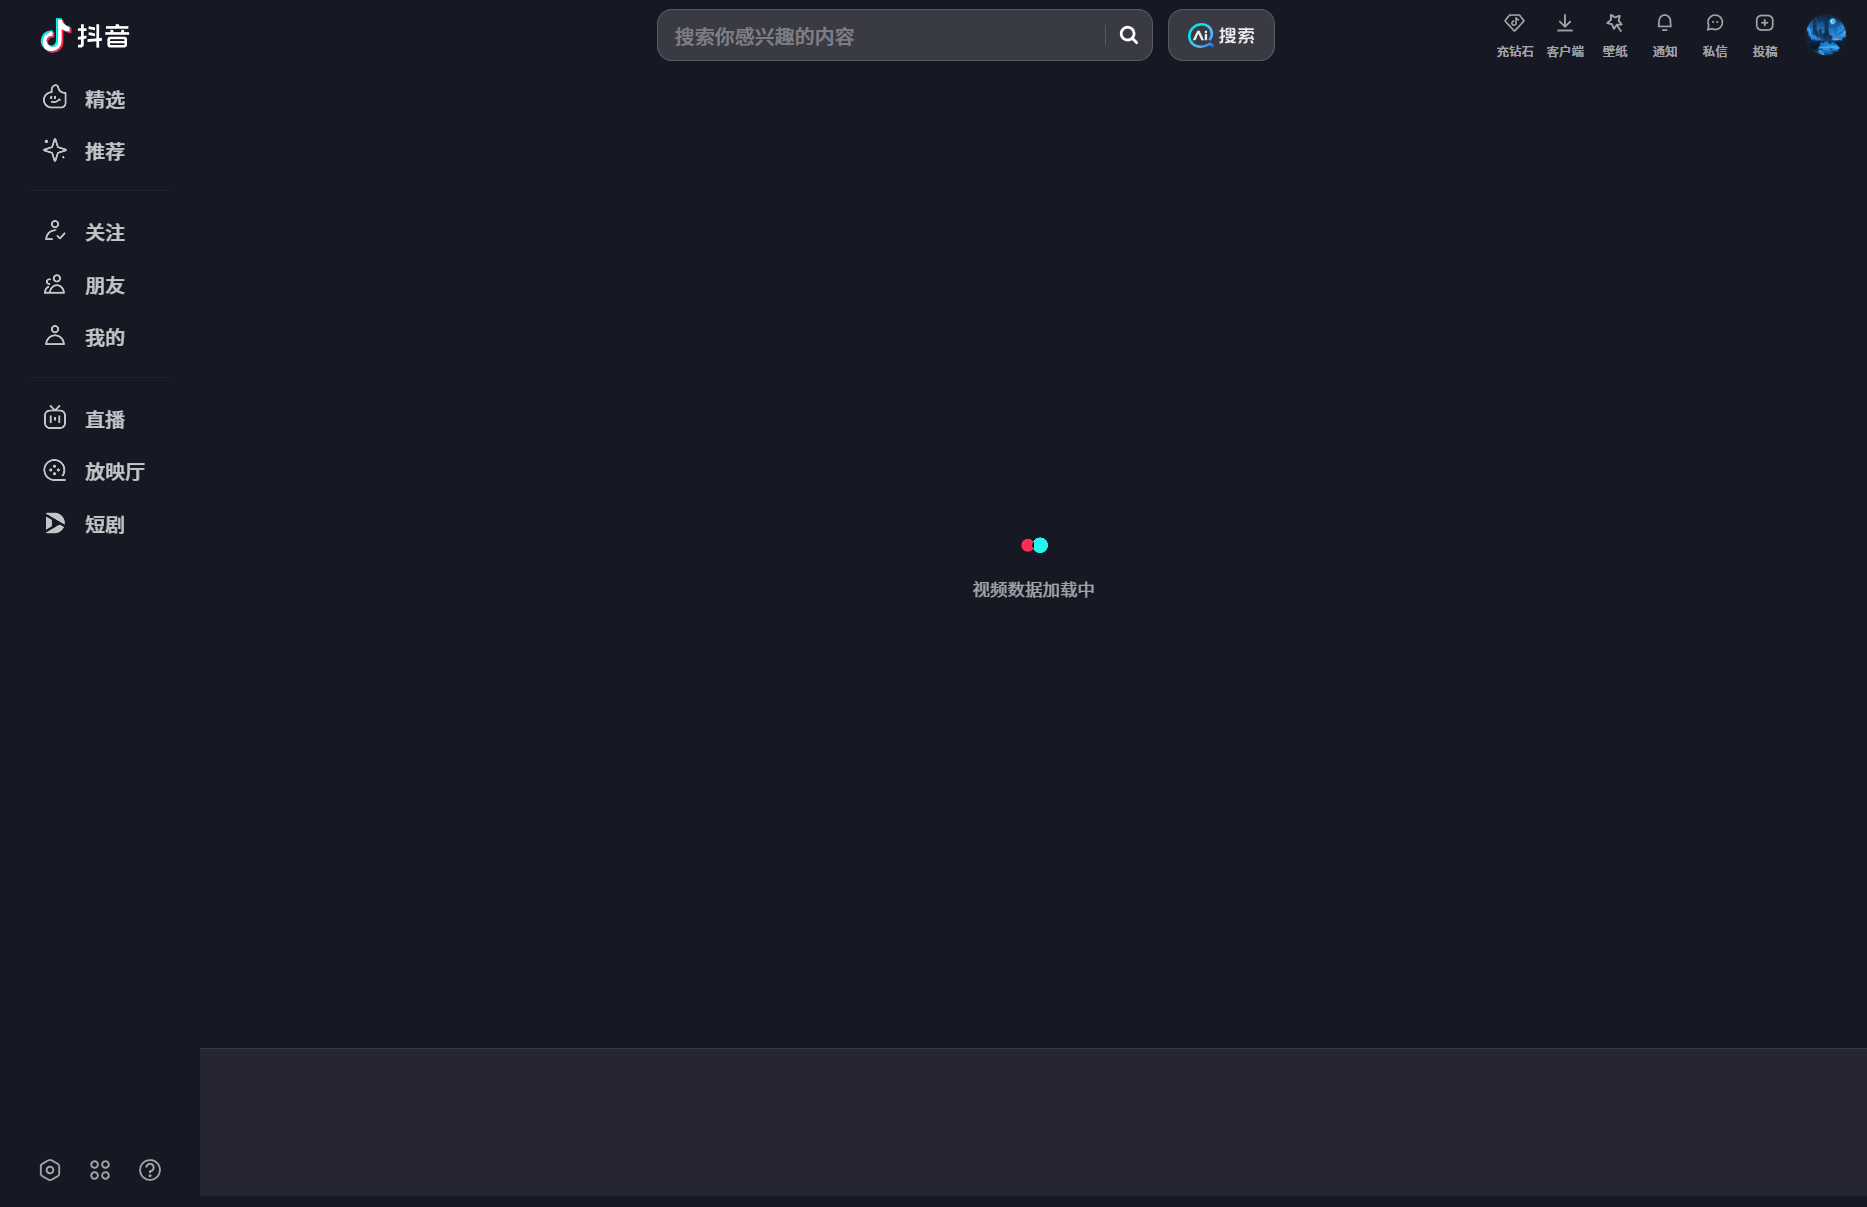 抖音
搜索你感兴趣的内容
Ai 搜索
充钻石
客户端
壁纸
通知
私信
投稿
精选
推荐
关注
朋友
我的
直播
放映厅
短剧
视频数据加载中